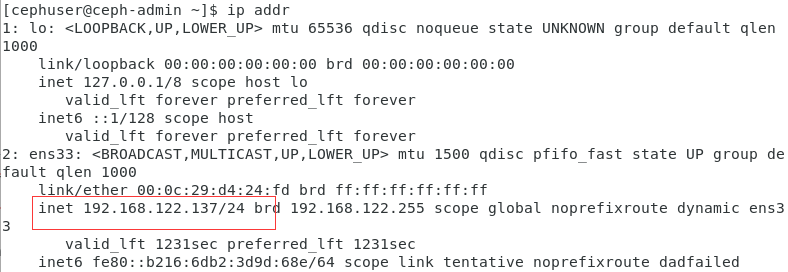 [cephuser@ceph-admin ~]$ ip addr
1: lo: <LOOPBACK,UP,LOWER_UP> mtu 65536 qdisc noqueue state UNKNOWN group default qlen
1000
    link/loopback 00:00:00:00:00:00 brd 00:00:00:00:00:00
    inet 127.0.0.1/8 scope host lo
       valid_lft forever preferred_lft forever
    inet6 ::1/128 scope host
       valid_lft forever preferred_lft forever
2: ens33: <BROADCAST,MULTICAST,UP,LOWER_UP> mtu 1500 qdisc pfifo_fast state UP group de
fault qlen 1000
    link/ether 00:0c:29:d4:24:fd brd ff:ff:ff:ff:ff:ff
    inet 192.168.122.137/24 brd 192.168.122.255 scope global noprefixroute dynamic ens3
3
       valid_lft 1231sec preferred_lft 1231sec
    inet6 fe80::b216:6db2:3d9d:68e/64 scope link tentative noprefixroute dadfailed